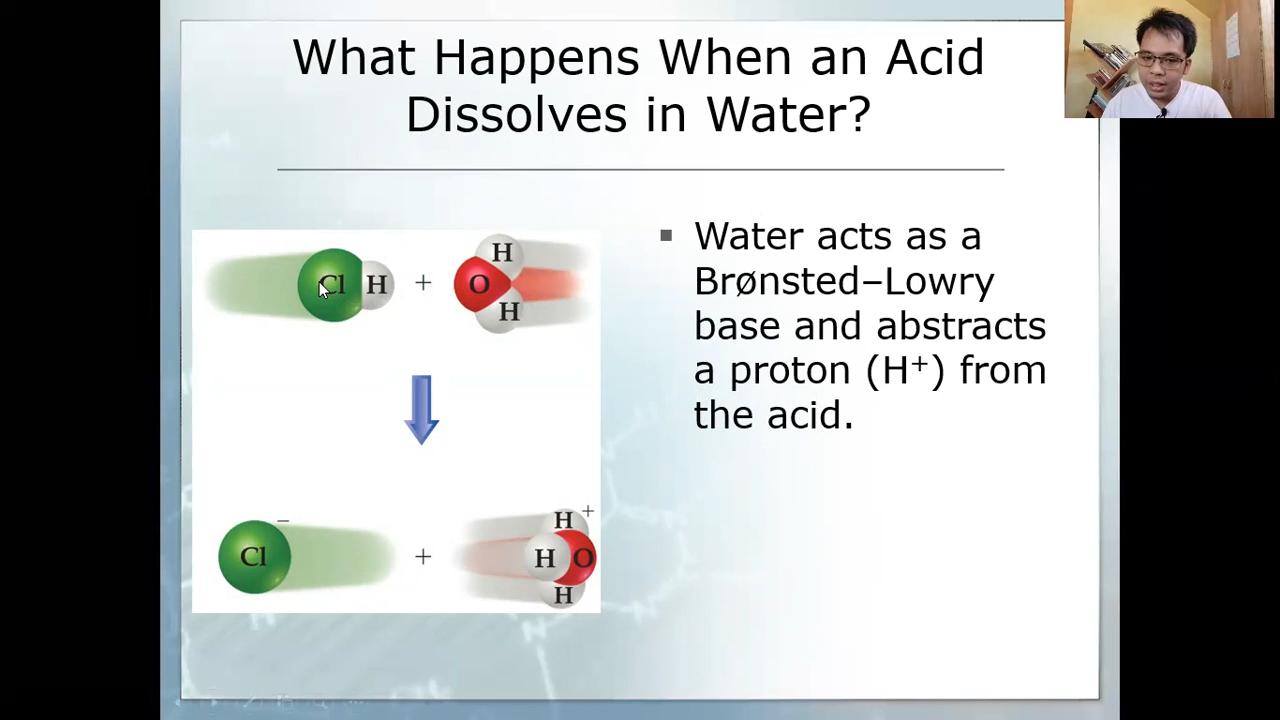 What Happens When an Acid
Dissolves in Water?
Cl H + O H H
Water acts as a
Brønsted–Lowry
base and abstracts
a proton (H⁺) from
the acid.
Cl⁻ + H H O H⁺